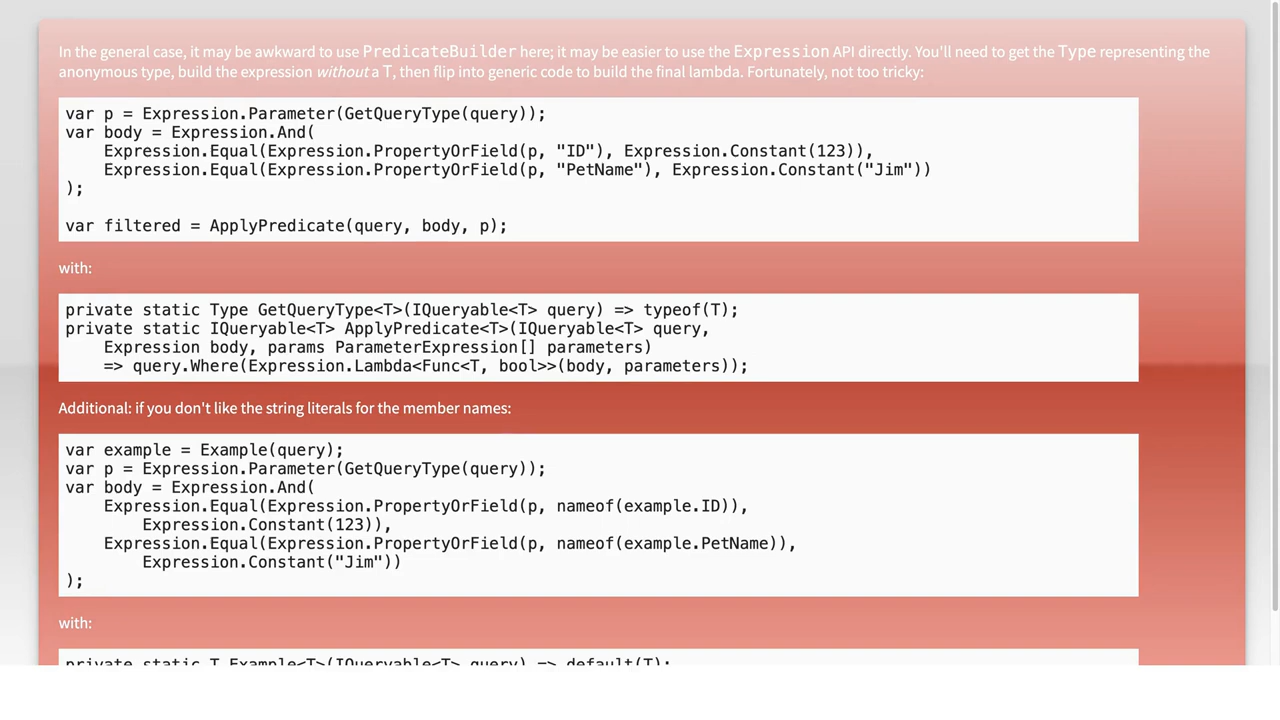 In the general case, it may be awkward to use PredicateBuilder here; it may be easier to use the Expression API directly. You'll need to get the Type representing the
anonymous type, build the expression without a T, then flip into generic code to build the final lambda. Fortunately, not too tricky:
var p = Expression.Parameter(GetQueryType(query));
var body = Expression.And(
    Expression.Equal(Expression.PropertyOrField(p, "ID"), Expression.Constant(123)),
    Expression.Equal(Expression.PropertyOrField(p, "PetName"), Expression.Constant("Jim"))
);
var filtered = ApplyPredicate(query, body, p);
with:
private static Type GetQueryType<T>(IQueryable<T> query) => typeof(T);
private static IQueryable<T> ApplyPredicate<T>(IQueryable<T> query,
    Expression body, params ParameterExpression[] parameters)
    => query.Where(Expression.Lambda<Func<T, bool>>(body, parameters));
Additional: if you don't like the string literals for the member names:
var example = Example(query);
var p = Expression.Parameter(GetQueryType(query));
var body = Expression.And(
    Expression.Equal(Expression.PropertyOrField(p, nameof(example.ID)),
        Expression.Constant(123)),
    Expression.Equal(Expression.PropertyOrField(p, nameof(example.PetName)),
        Expression.Constant("Jim"))
);
with:
private static T Example<T>(IQueryable<T> query) => default(T);